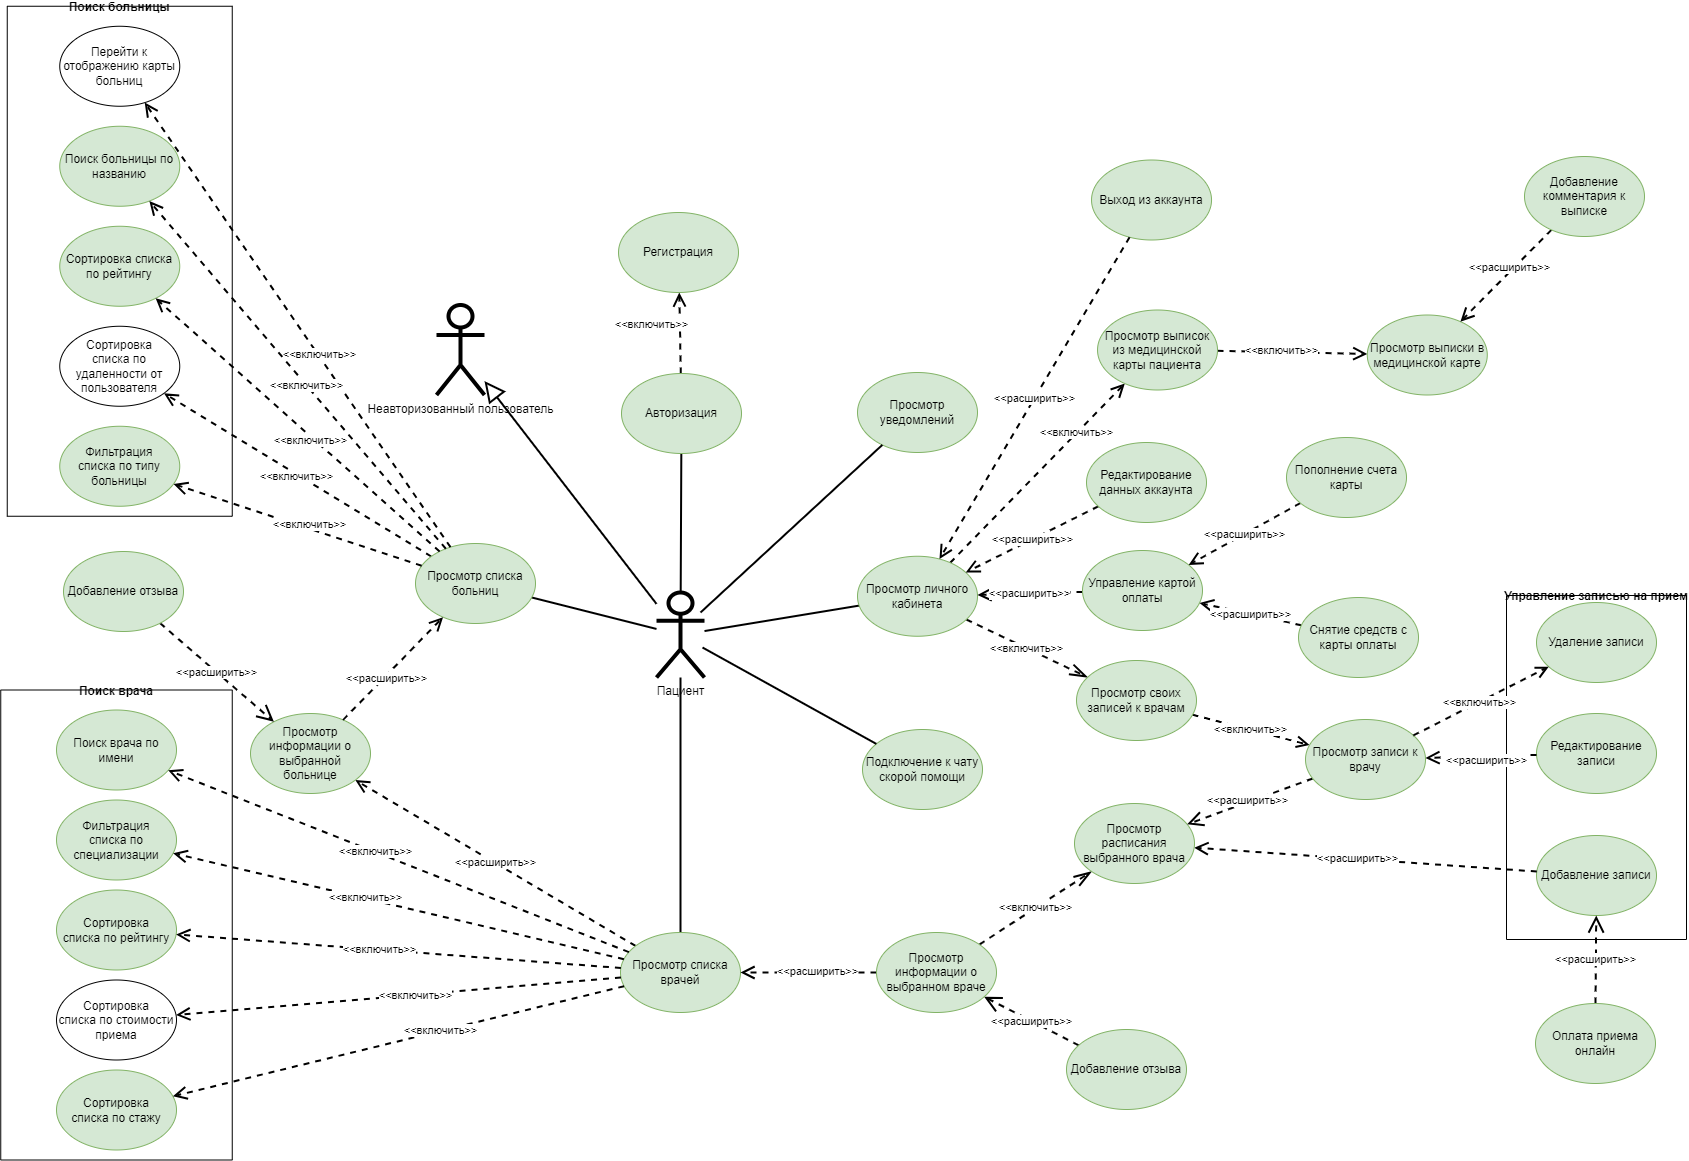 Поиск больницы
Перейти к
отображению карты
больниц
Поиск больницы по
названию
Сортировка списка
по рейтингу
Сортировка
списка по
удаленности от
пользователя
Фильтрация
списка по типу
больницы
<<включить>>
<<включить>>
<<включить>>
<<включить>>
<<включить>>
Неавторизованный пользователь
Регистрация
<<включить>>
Авторизация
Просмотр
уведомлений
Просмотр списка
больниц
Добавление отзыва
<<расширить>>
<<расширить>>
Просмотр
информации о
выбранной
больнице
Пациент
Поиск врача
Поиск врача по
имени
Фильтрация
списка по
специализации
Сортировка
списка по рейтингу
Сортировка
списка по стоимости
приема
Сортировка
списка по стажу
<<включить>>
<<включить>>
<<включить>>
<<включить>>
<<включить>>
<<расширить>>
Просмотр списка
врачей
Подключение к чату
скорой помощи
Просмотр личного
кабинета
Выход из аккаунта
<<расширить>>
Просмотр выписок
из медицинской
карты пациента
<<включить>>
<<включить>>
Просмотр выписки в
медицинской карте
<<расширить>>
Добавление
комментария к
выписке
Редактирование
данных аккаунта
<<расширить>>
Управление картой
оплаты
<<расширить>>
Пополнение счета
карты
<<расширить>>
Снятие средств с
карты оплаты
<<расширить>>
Просмотр своих
записей к врачам
<<включить>>
<<включить>>
Просмотр записи к
врачу
<<расширить>>
Просмотр
расписания
выбранного врача
<<включить>>
Просмотр
информации о
выбранном враче
<<расширить>>
<<расширить>>
Добавление отзыва
Управление записью на прием
Удаление записи
<<включить>>
Редактирование
записи
<<расширить>>
Добавление записи
<<расширить>>
<<расширить>>
Оплата приема
онлайн